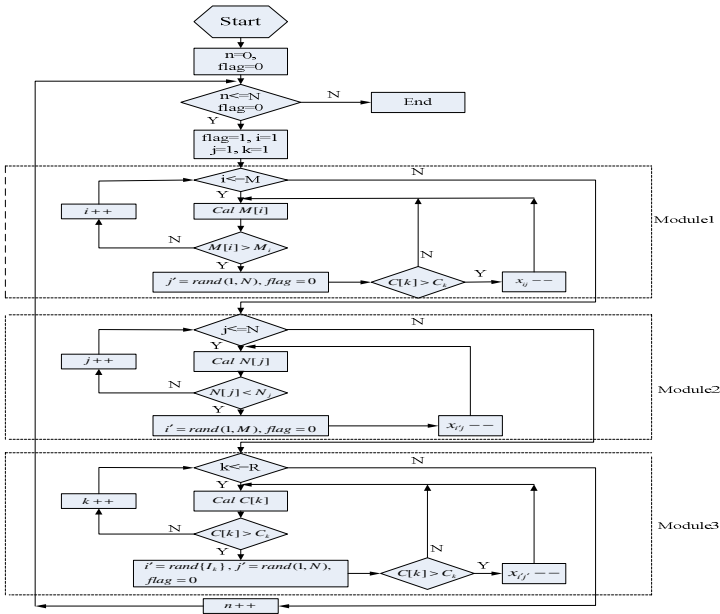 Start
n=0,
flag=0
n<=N
flag=0
N
End
Y
flag=1, i=1
j=1, k=1
i<=M
N
Y
i++
Cal M[i]
Module1
N
M[i]>M_i
N
Y
j′=rand(1,N), flag=0
C[k]>C_k
Y
x_ij −−
j<=N
N
Y
j++
Cal N[j]
N
N[j]<N_j
Module2
Y
i′=rand(1,M), flag=0
x_i′j −−
k<=R
N
Y
k++
Cal C[k]
N
C[k]>C_k
Module3
Y
N
i′=rand{I_k}, j′=rand(1,N),
flag=0
C[k]>C_k
Y
x_i′j′ −−
n++